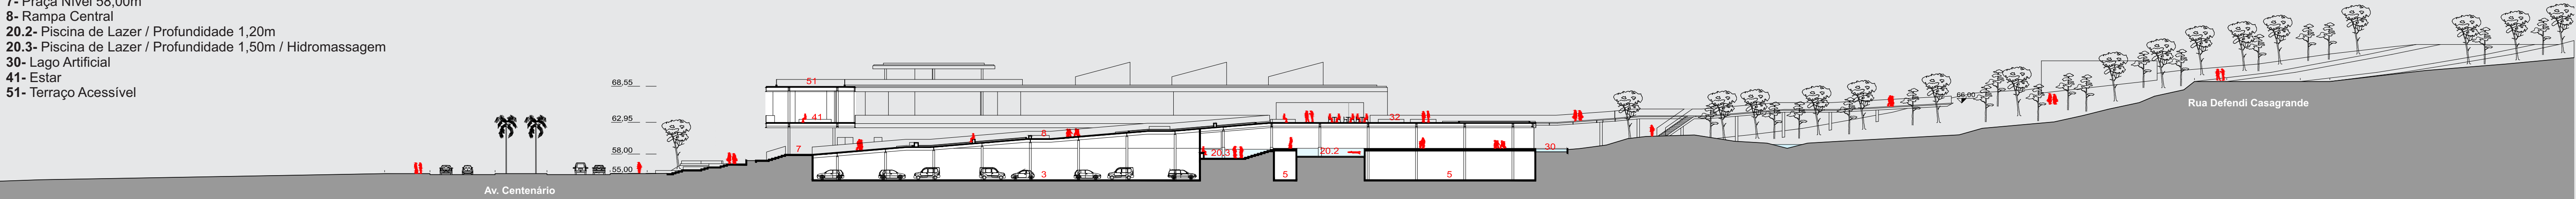 7- Praça Nível 58,00m
8- Rampa Central
20.2- Piscina de Lazer / Profundidade 1,20m
20.3- Piscina de Lazer / Profundidade 1,50m / Hidromassagem
30- Lago Artificial
41- Estar
51- Terraço Acessível
68,55
62,95
58,00
55,00
51
41
7
8
3
20.3
20.2
5
5
32
30
66,00
Av. Centenário
Rua Defendi Casagrande